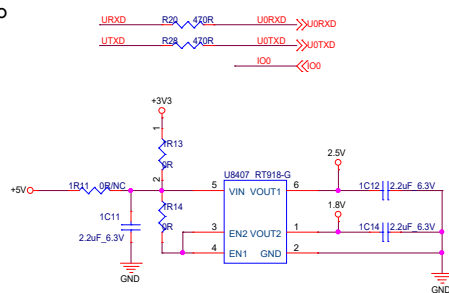 o
URXD R20 470R U0RXD U0RXD
UTXD R28 470R U0TXD U0TXD
IO0 IO0
+3V3
1
1R13
0R
2
U8407 RT918-G
2.5V
+5V 1R11 0R/NC 5 VIN VOUT1 6 1C12 2.2uF_6.3V
1R14
0R
1.8V
1C11
2.2uF_6.3V
3 EN2 VOUT2 1 1C14 2.2uF_6.3V
4 EN1 GND 2
GND
GND